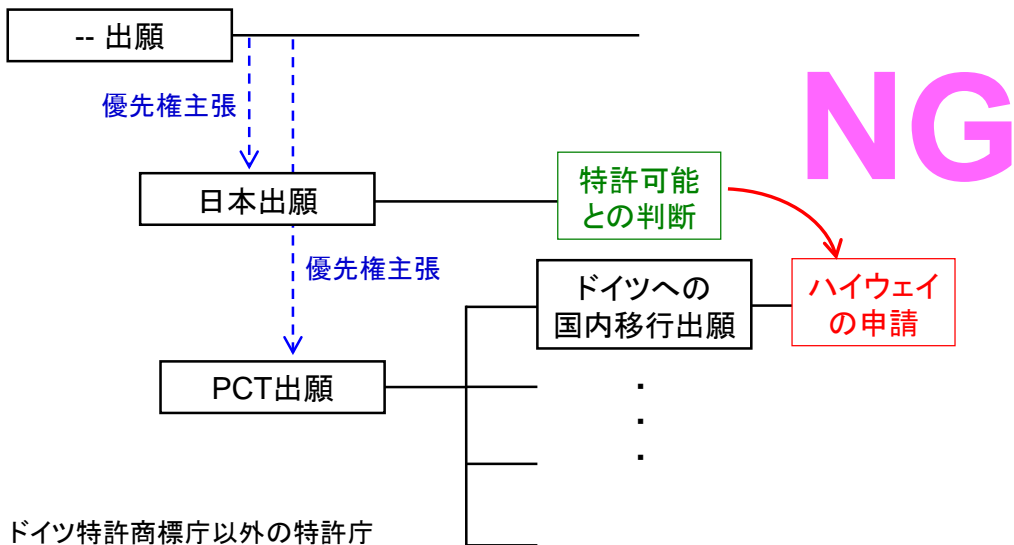 -- 出願
優先権主張
NG
日本出願
特許可能
との判断
優先権主張
ドイツへの
国内移行出願
ハイウェイ
の申請
PCT出願
・
・
・
ドイツ特許商標庁以外の特許庁